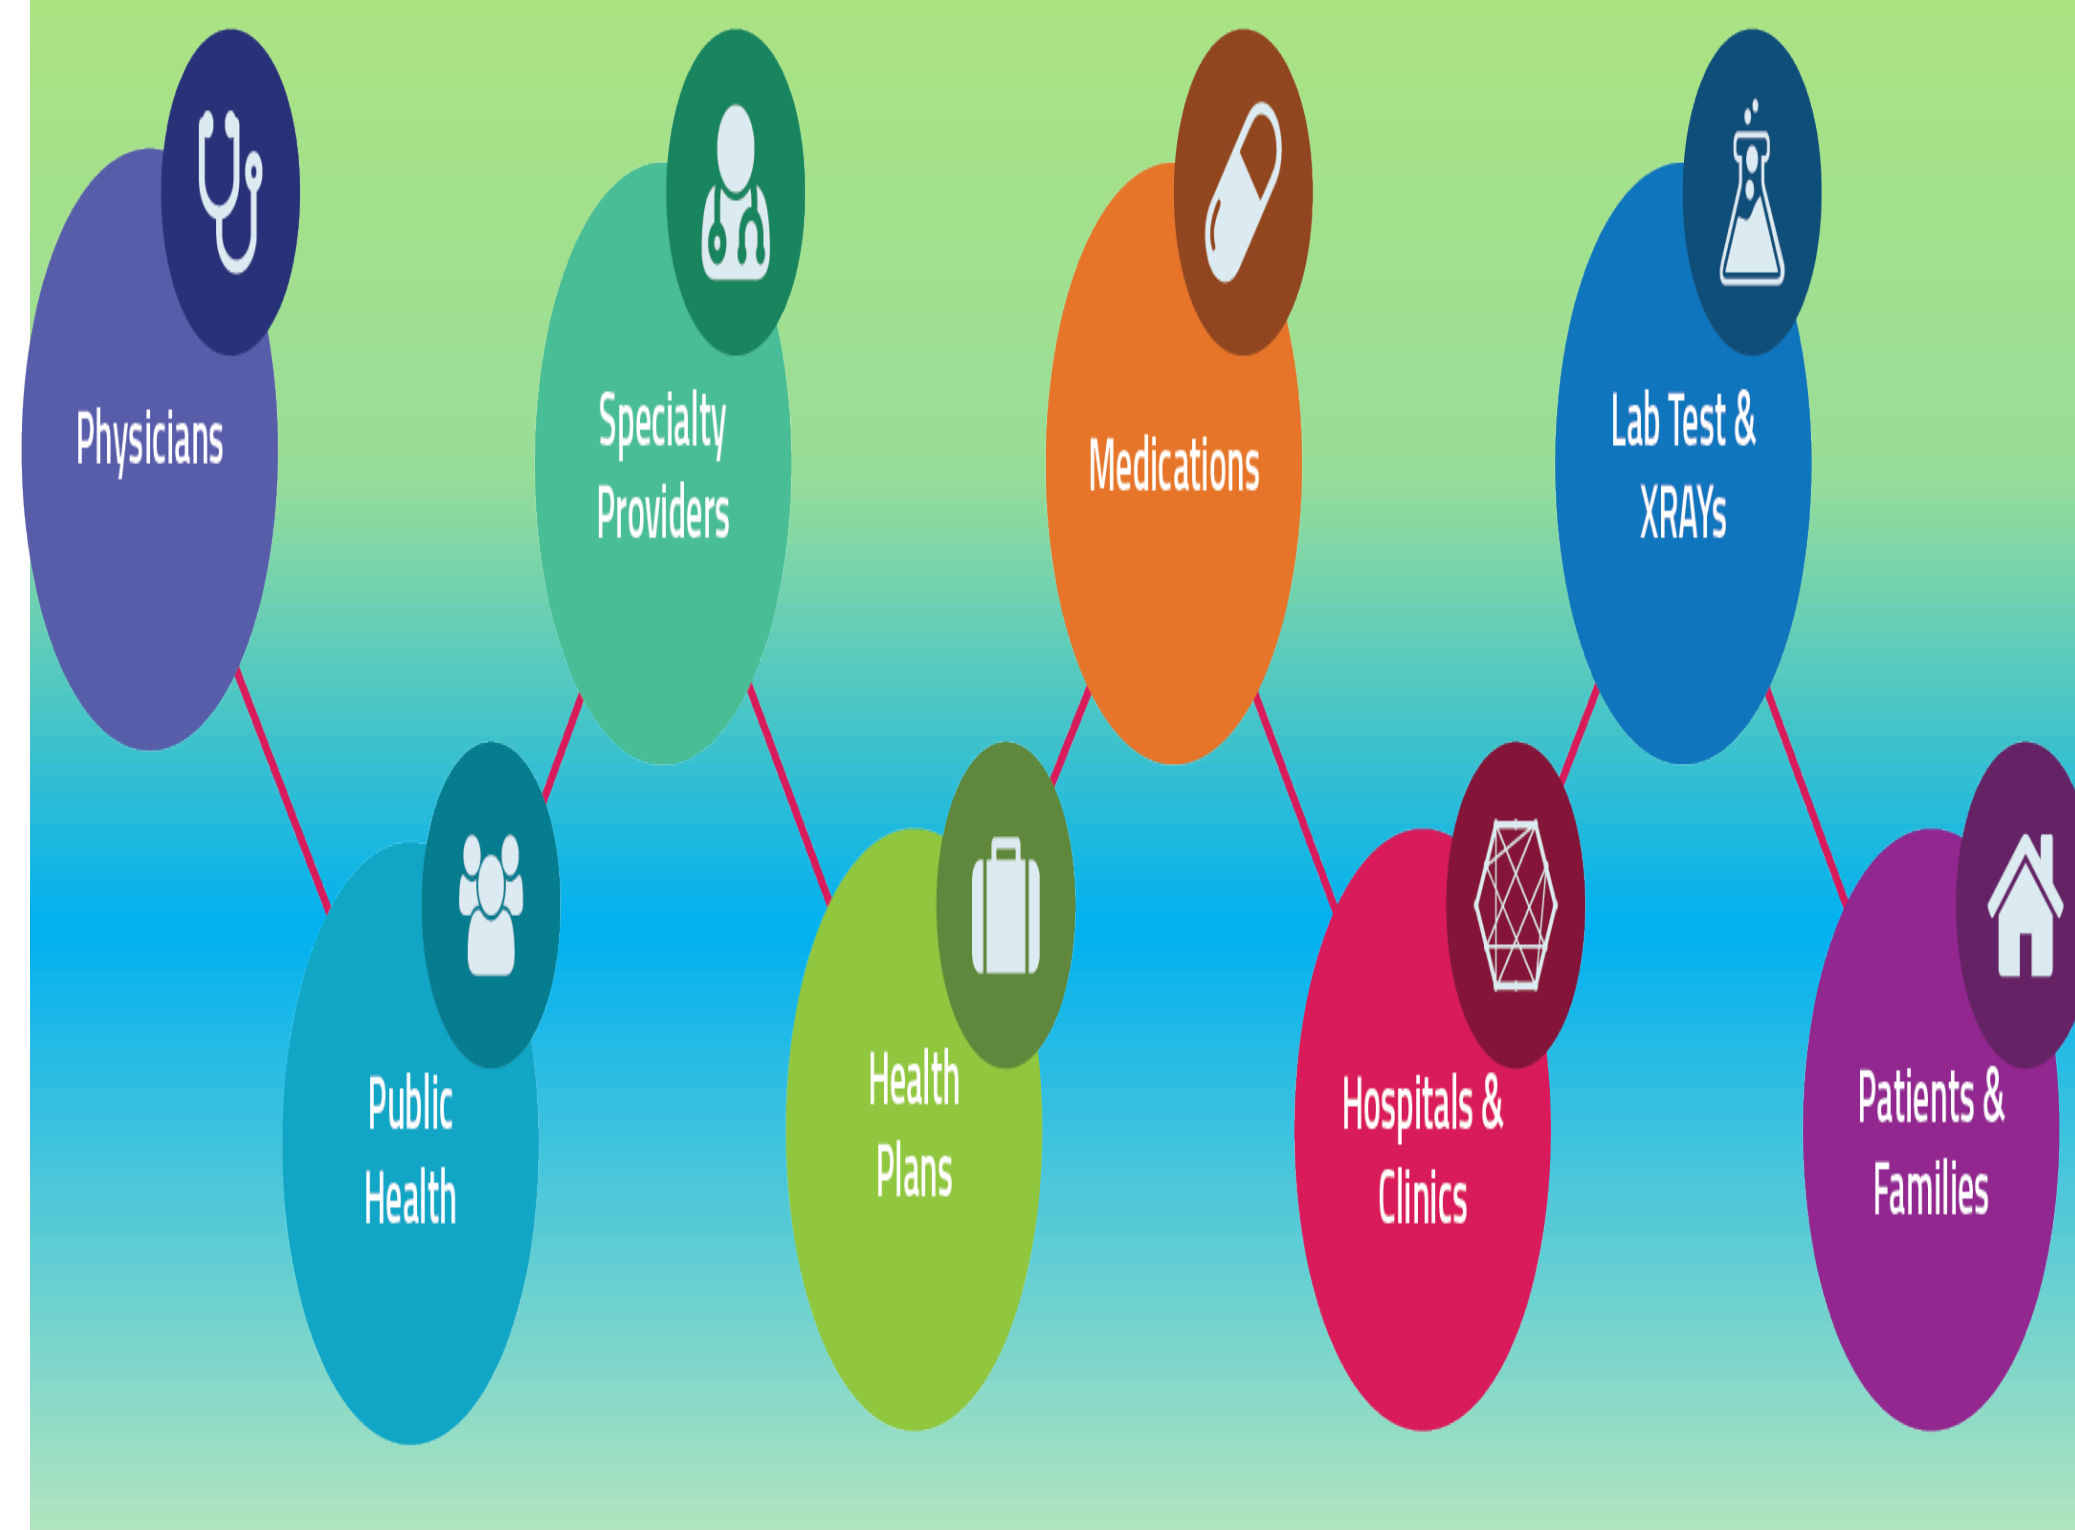 Physicians
Specialty
Providers
Medications
Lab Test &
XRAYs
Public
Health
Health
Plans
Hospitals &
Clinics
Patients &
Families